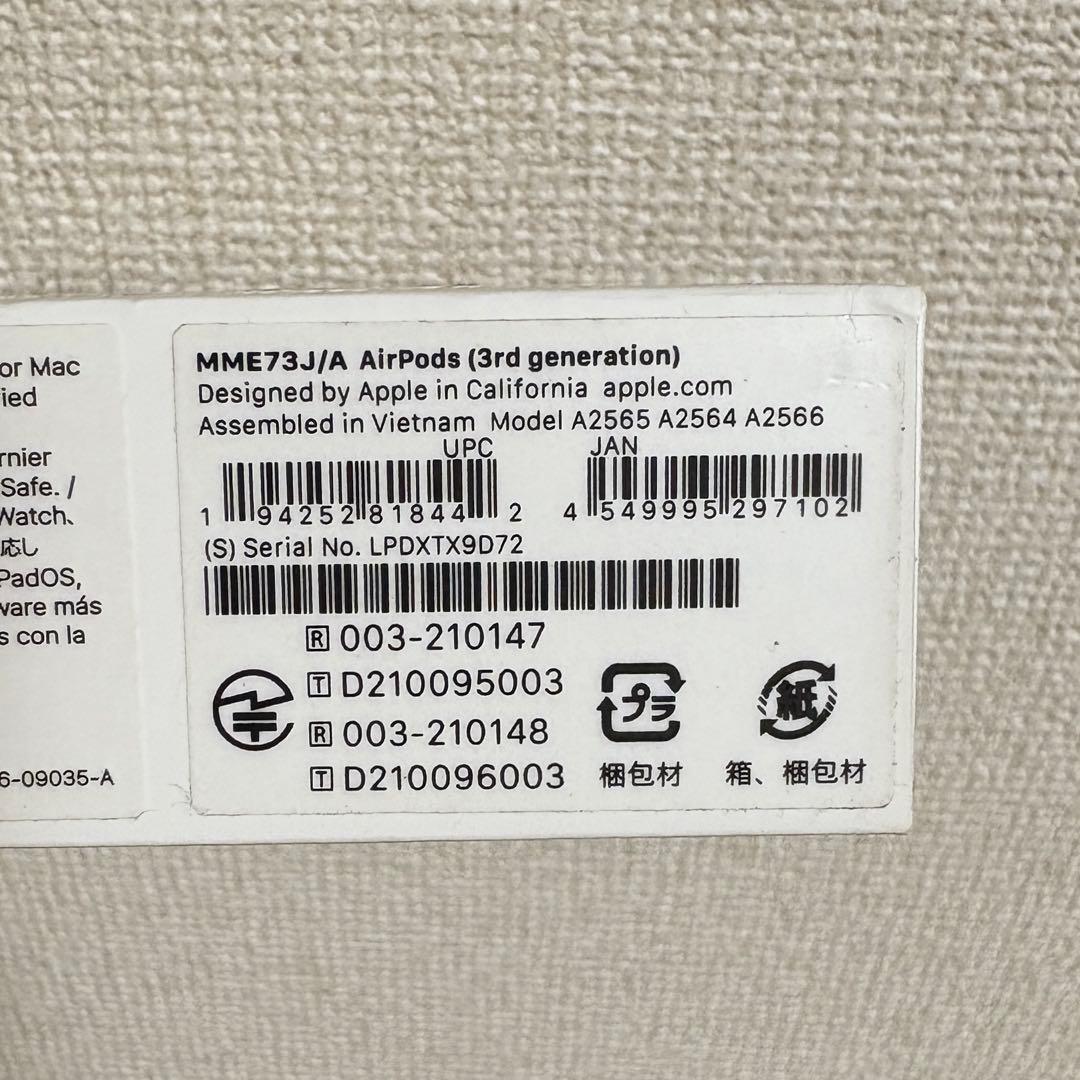 or Mac
ied
rnier
Safe. /
Watch、
応し
PadOS,
ware más
s con la
6-09035-A
MME73J/A AirPods (3rd generation)
Designed by Apple in California apple.com
Assembled in Vietnam Model A2565 A2564 A2566
UPC JAN
1 94252 81844 2 4 549995 297102
(S) Serial No. LPDXTX9D72
R 003-210147
T D210095003
R 003-210148
T D210096003
プラ
梱包材
紙
箱、梱包材